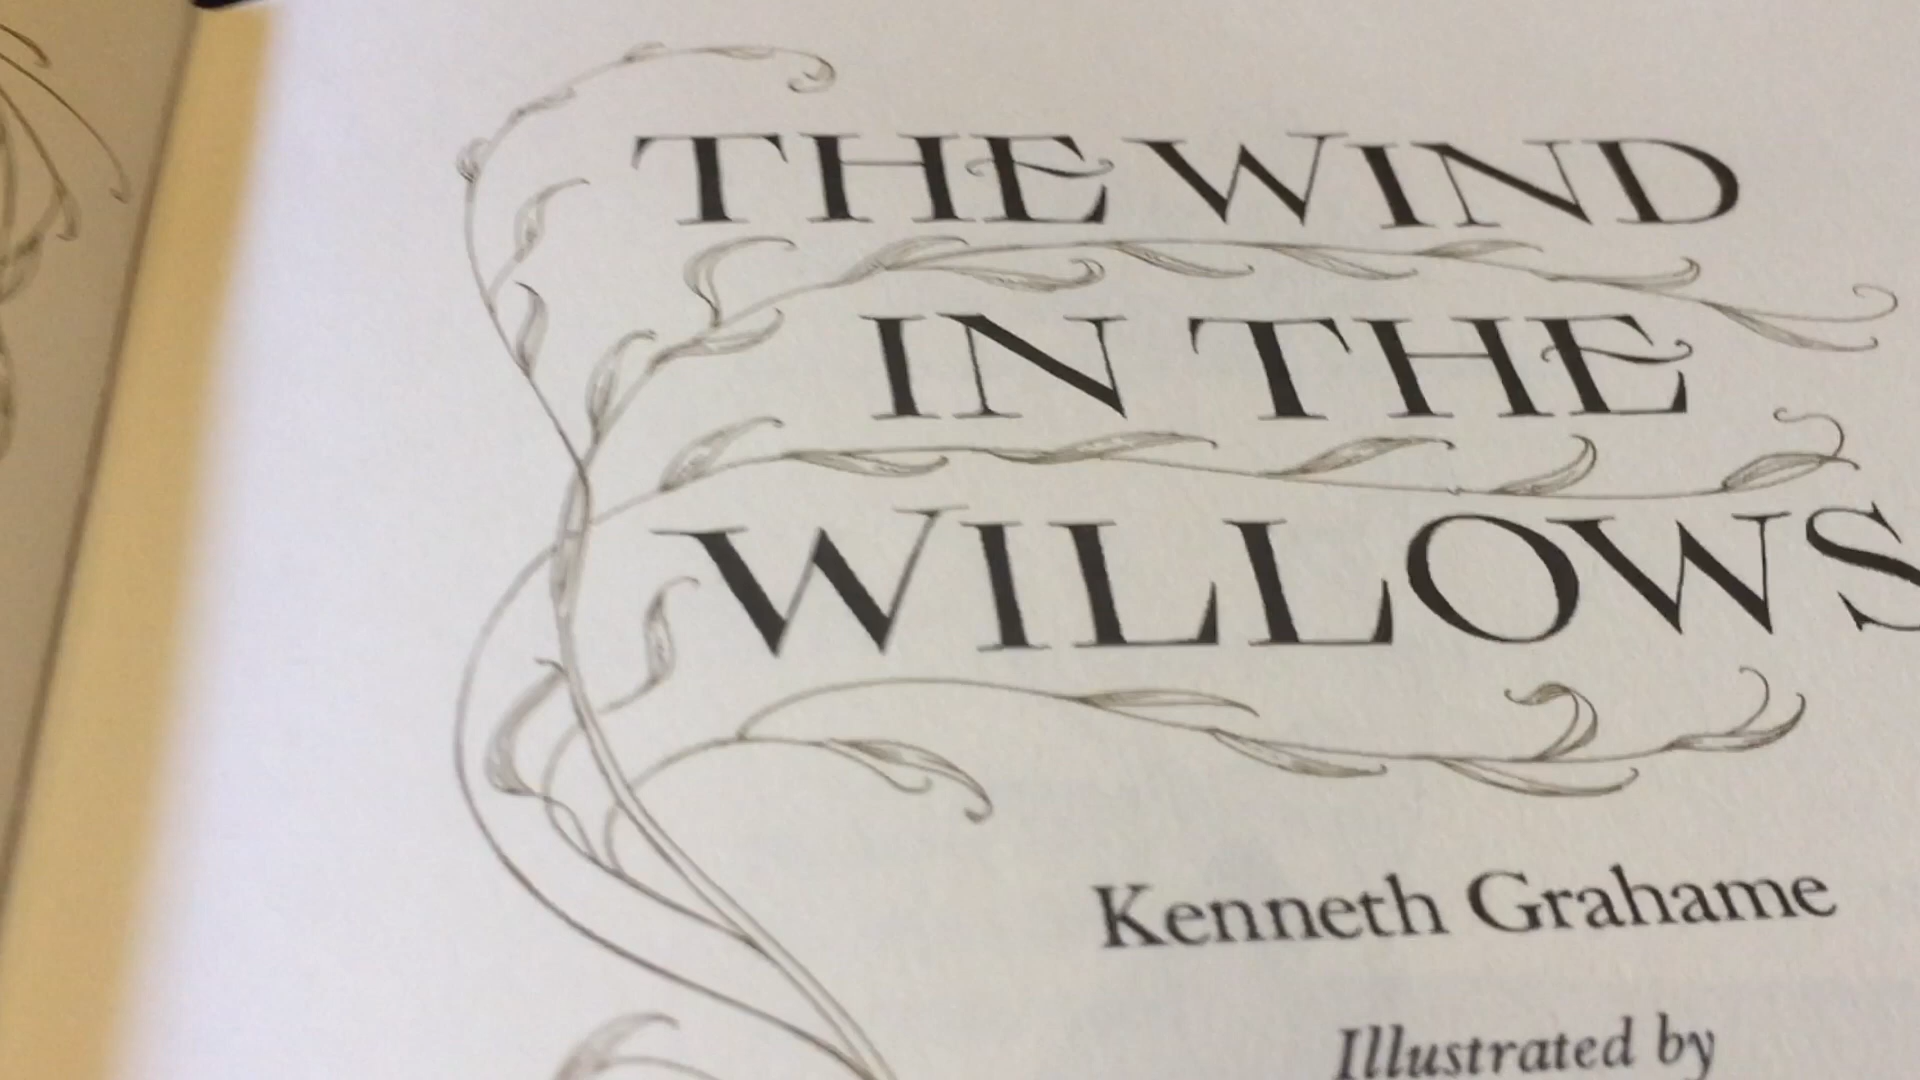 THE WIND
IN THE
WILLOWS
Kenneth Grahame
Illustrated by